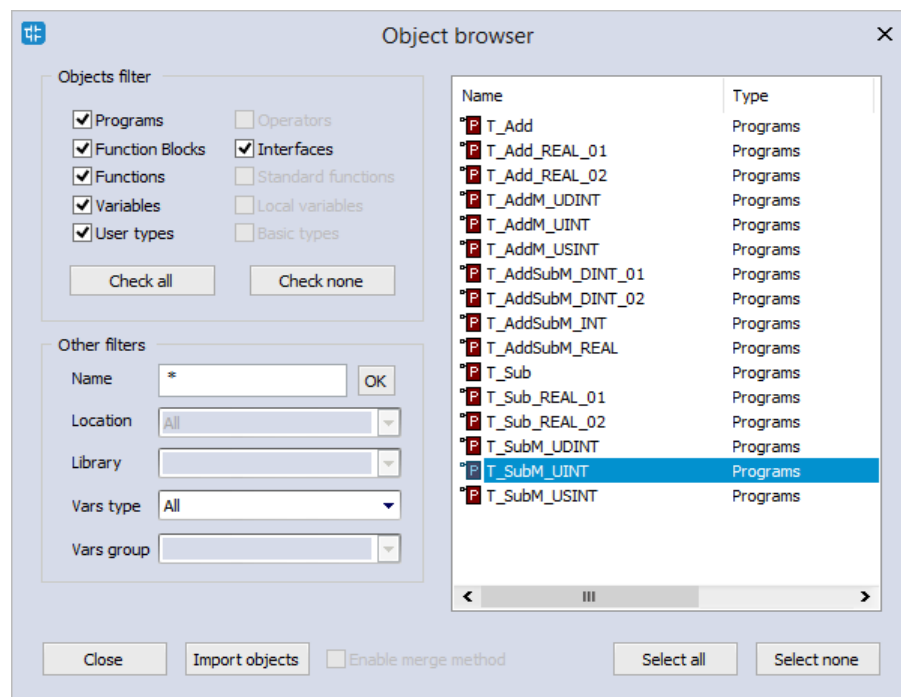 Object browser
Objects filter
Programs
Operators
Function Blocks
Interfaces
Functions
Standard functions
Variables
Local variables
User types
Basic types
Check all
Check none
Other filters
Name
*
OK
Location
All
Library
Vars type
All
Vars group
Name Type
T_Add Programs
T_Add_REAL_01 Programs
T_Add_REAL_02 Programs
T_AddM_UDINT Programs
T_AddM_UINT Programs
T_AddM_USINT Programs
T_AddSubM_DINT_01 Programs
T_AddSubM_DINT_02 Programs
T_AddSubM_INT Programs
T_AddSubM_REAL Programs
T_Sub Programs
T_Sub_REAL_01 Programs
T_Sub_REAL_02 Programs
T_SubM_UDINT Programs
T_SubM_UINT Programs
T_SubM_USINT Programs
Close
Import objects
Enable merge method
Select all
Select none